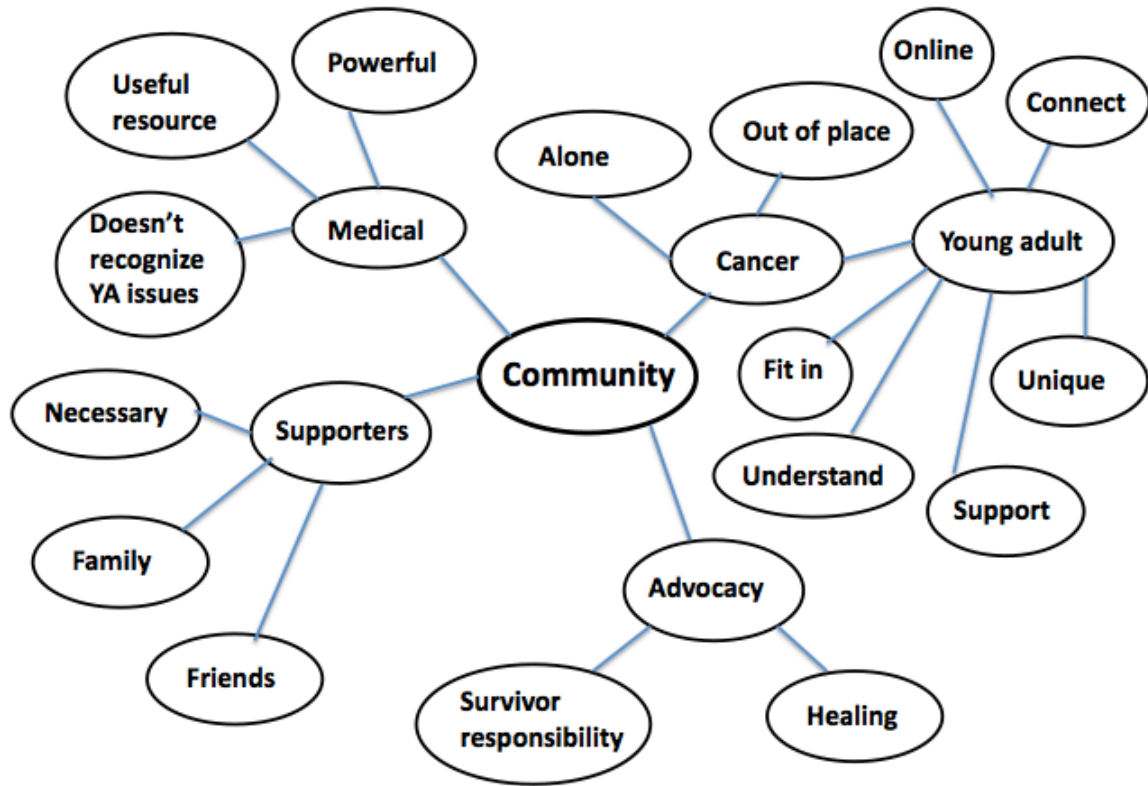 Online
Powerful
Useful
resource
Connect
Out of place
Alone
Doesn’t
recognize
YA issues
Medical
Cancer
Young adult
Community
Fit in
Unique
Necessary
Supporters
Understand
Support
Family
Advocacy
Friends
Survivor
responsibility
Healing